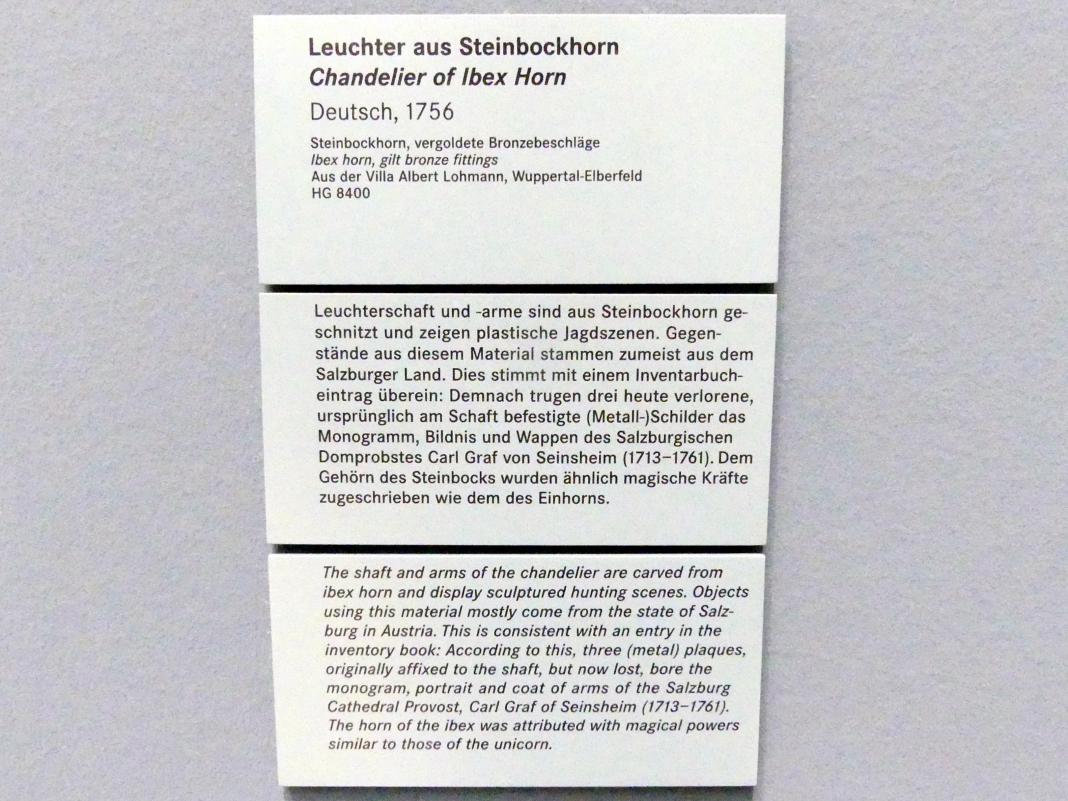 Leuchter aus Steinbockhorn
Chandelier of Ibex Horn
Deutsch, 1756
Steinbockhorn, vergoldete Bronzebeschläge
Ibex horn, gilt bronze fittings
Aus der Villa Albert Lohmann, Wuppertal-Elberfeld
HG 8400
Leuchterschaft und -arme sind aus Steinbockhorn ge-
schnitzt und zeigen plastische Jagdszenen. Gegen-
stände aus diesem Material stammen zumeist aus dem
Salzburger Land. Dies stimmt mit einem Inventarbuch-
eintrag überein: Demnach trugen drei heute verlorene,
ursprünglich am Schaft befestigte (Metall-)Schilder das
Monogramm, Bildnis und Wappen des Salzburgischen
Domprobstes Carl Graf von Seinsheim (1713–1761). Dem
Gehörn des Steinbocks wurden ähnlich magische Kräfte
zugeschrieben wie dem des Einhorns.
The shaft and arms of the chandelier are carved from
ibex horn and display sculptured hunting scenes. Objects
using this material mostly come from the state of Salz-
burg in Austria. This is consistent with an entry in the
inventory book: According to this, three (metal) plaques,
originally affixed to the shaft, but now lost, bore the
monogram, portrait and coat of arms of the Salzburg
Cathedral Provost, Carl Graf of Seinsheim (1713–1761).
The horn of the ibex was attributed with magical powers
similar to those of the unicorn.